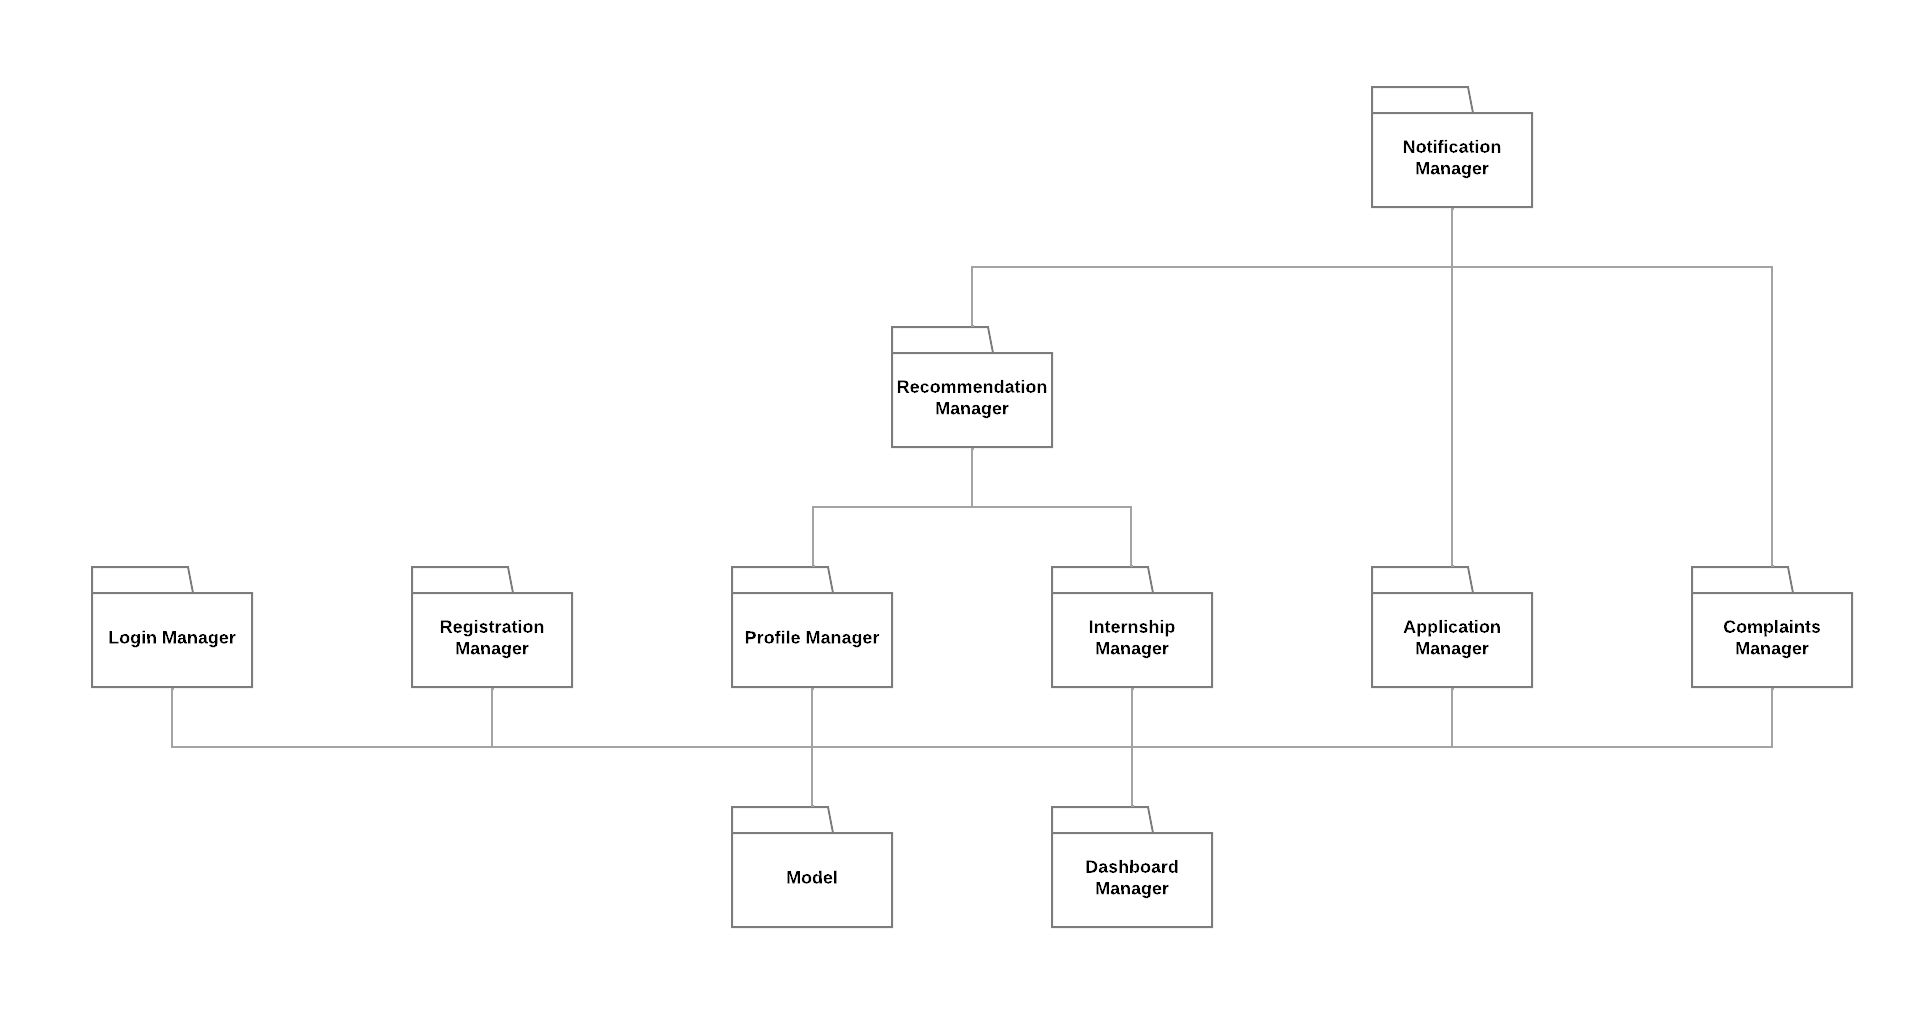 Notification
Manager
Recommendation
Manager
Login Manager
Registration
Manager
Profile Manager
Internship
Manager
Application
Manager
Complaints
Manager
Model
Dashboard
Manager